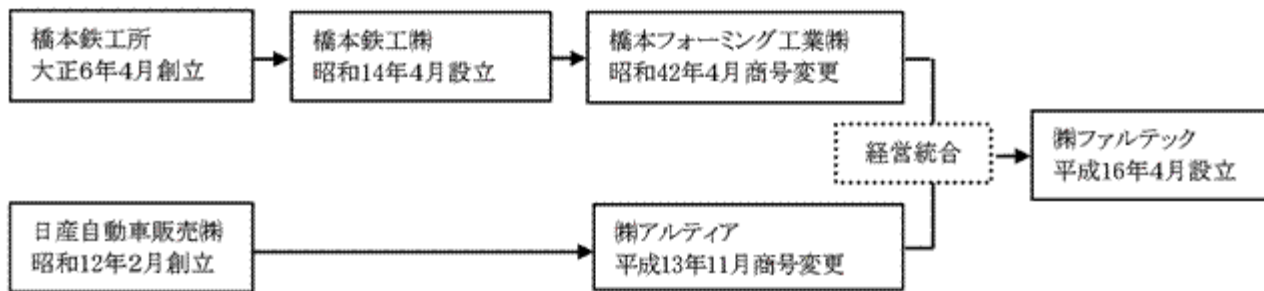 橋本鉄工所
大正6年4月創立
橋本鉄工㈱
昭和14年4月設立
橋本フォーミング工業㈱
昭和42年4月商号変更
経営統合
㈱ファルテック
平成16年4月設立
日産自動車販売㈱
昭和12年2月創立
㈱アルティア
平成13年11月商号変更